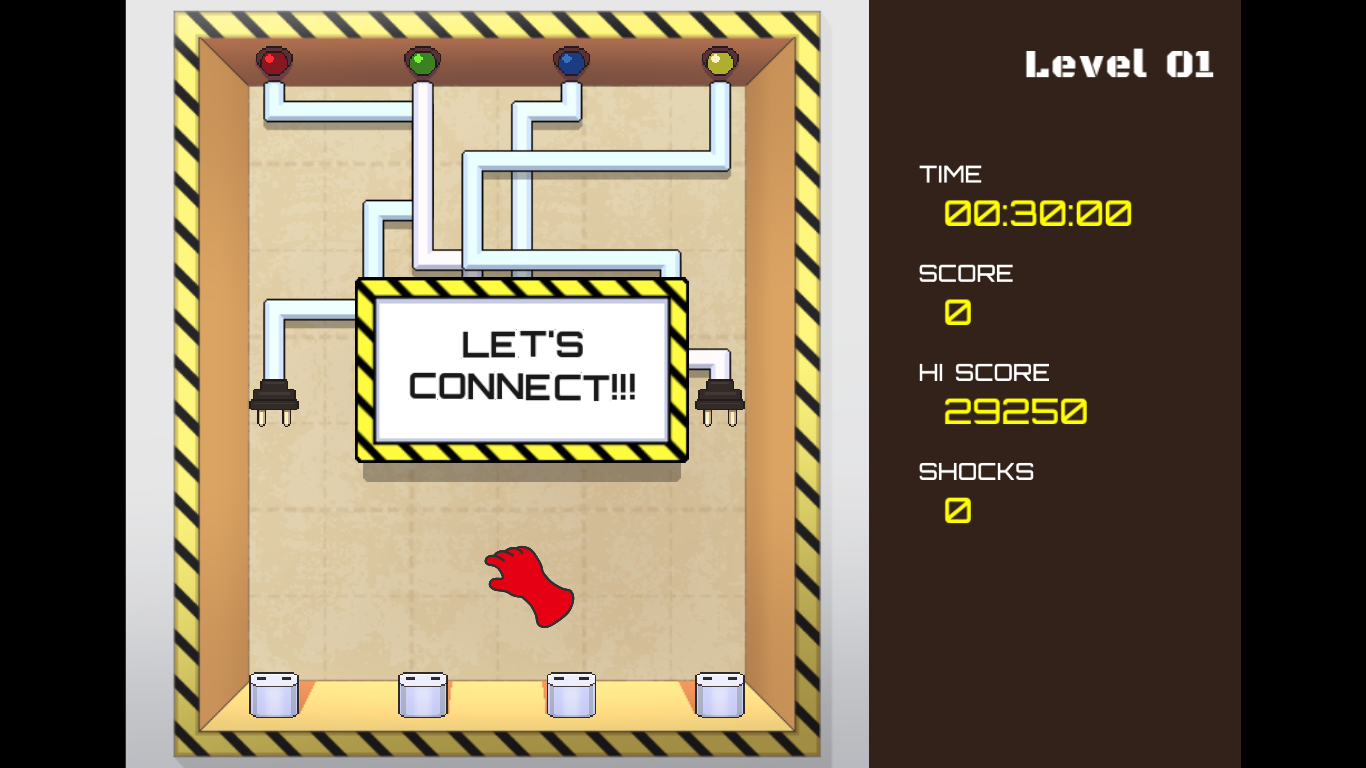 Level 01
TIME
00:30:00
SCORE
0
HI SCORE
29250
SHOCKS
0
LET'S
CONNECT!!!